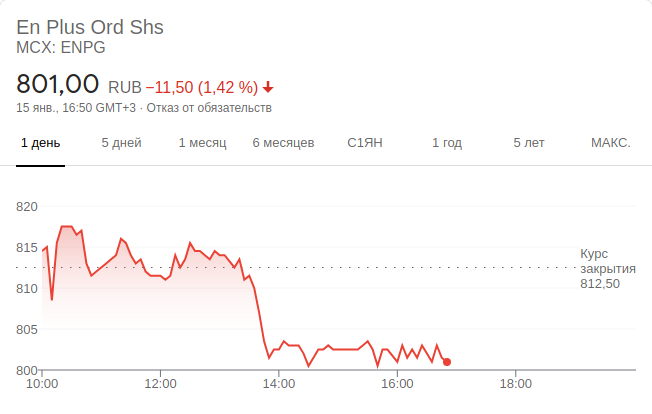 En Plus Ord Shs
MCX: ENPG
801,00 RUB −11,50 (1,42 %)
15 янв., 16:50 GMT+3 · Отказ от обязательств
1 день 5 дней 1 месяц 6 месяцев С1ЯН 1 год 5 лет МАКС.
820
815
Курс
закрытия
812,50
810
805
800
10:00 12:00 14:00 16:00 18:00